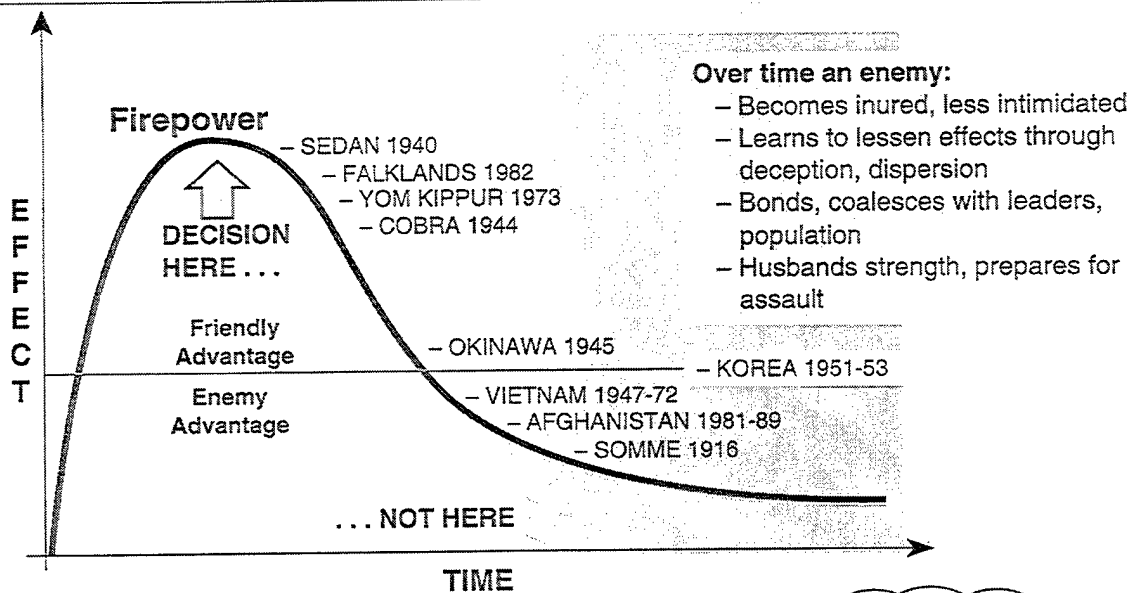 Over time an enemy:
– Becomes inured, less intimidated
– Learns to lessen effects through
deception, dispersion
– Bonds, coalesces with leaders,
population
– Husbands strength, prepares for
assault
Firepower
– SEDAN 1940
– FALKLANDS 1982
– YOM KIPPUR 1973
– COBRA 1944
DECISION
HERE . . .
EFFECT
Friendly
Advantage
– OKINAWA 1945
– KOREA 1951-53
Enemy
Advantage
– VIETNAM 1947-72
– AFGHANISTAN 1981-89
– SOMME 1916
. . . NOT HERE
TIME